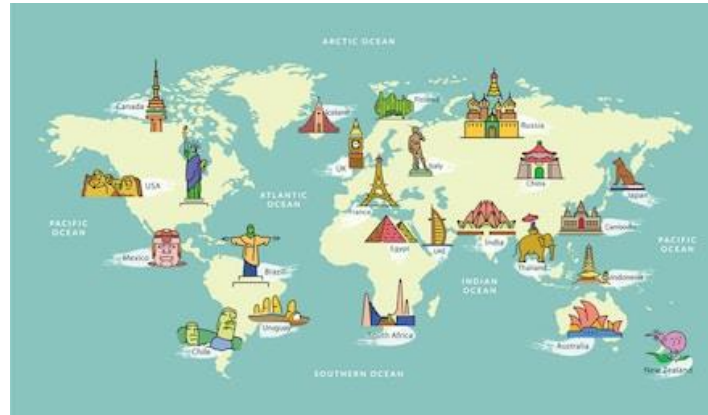 ARCTIC OCEAN
Canada
Iceland
Finland
Russia
UK
Italy
China
USA
Japan
ATLANTIC
OCEAN
France
PACIFIC
OCEAN
Egypt
UAE
India
Cambodia
PACIFIC
OCEAN
Mexico
Brazil
Thailand
Indonesia
INDIAN
OCEAN
Uruguay
South Africa
Chile
Australia
New Zealand
SOUTHERN OCEAN